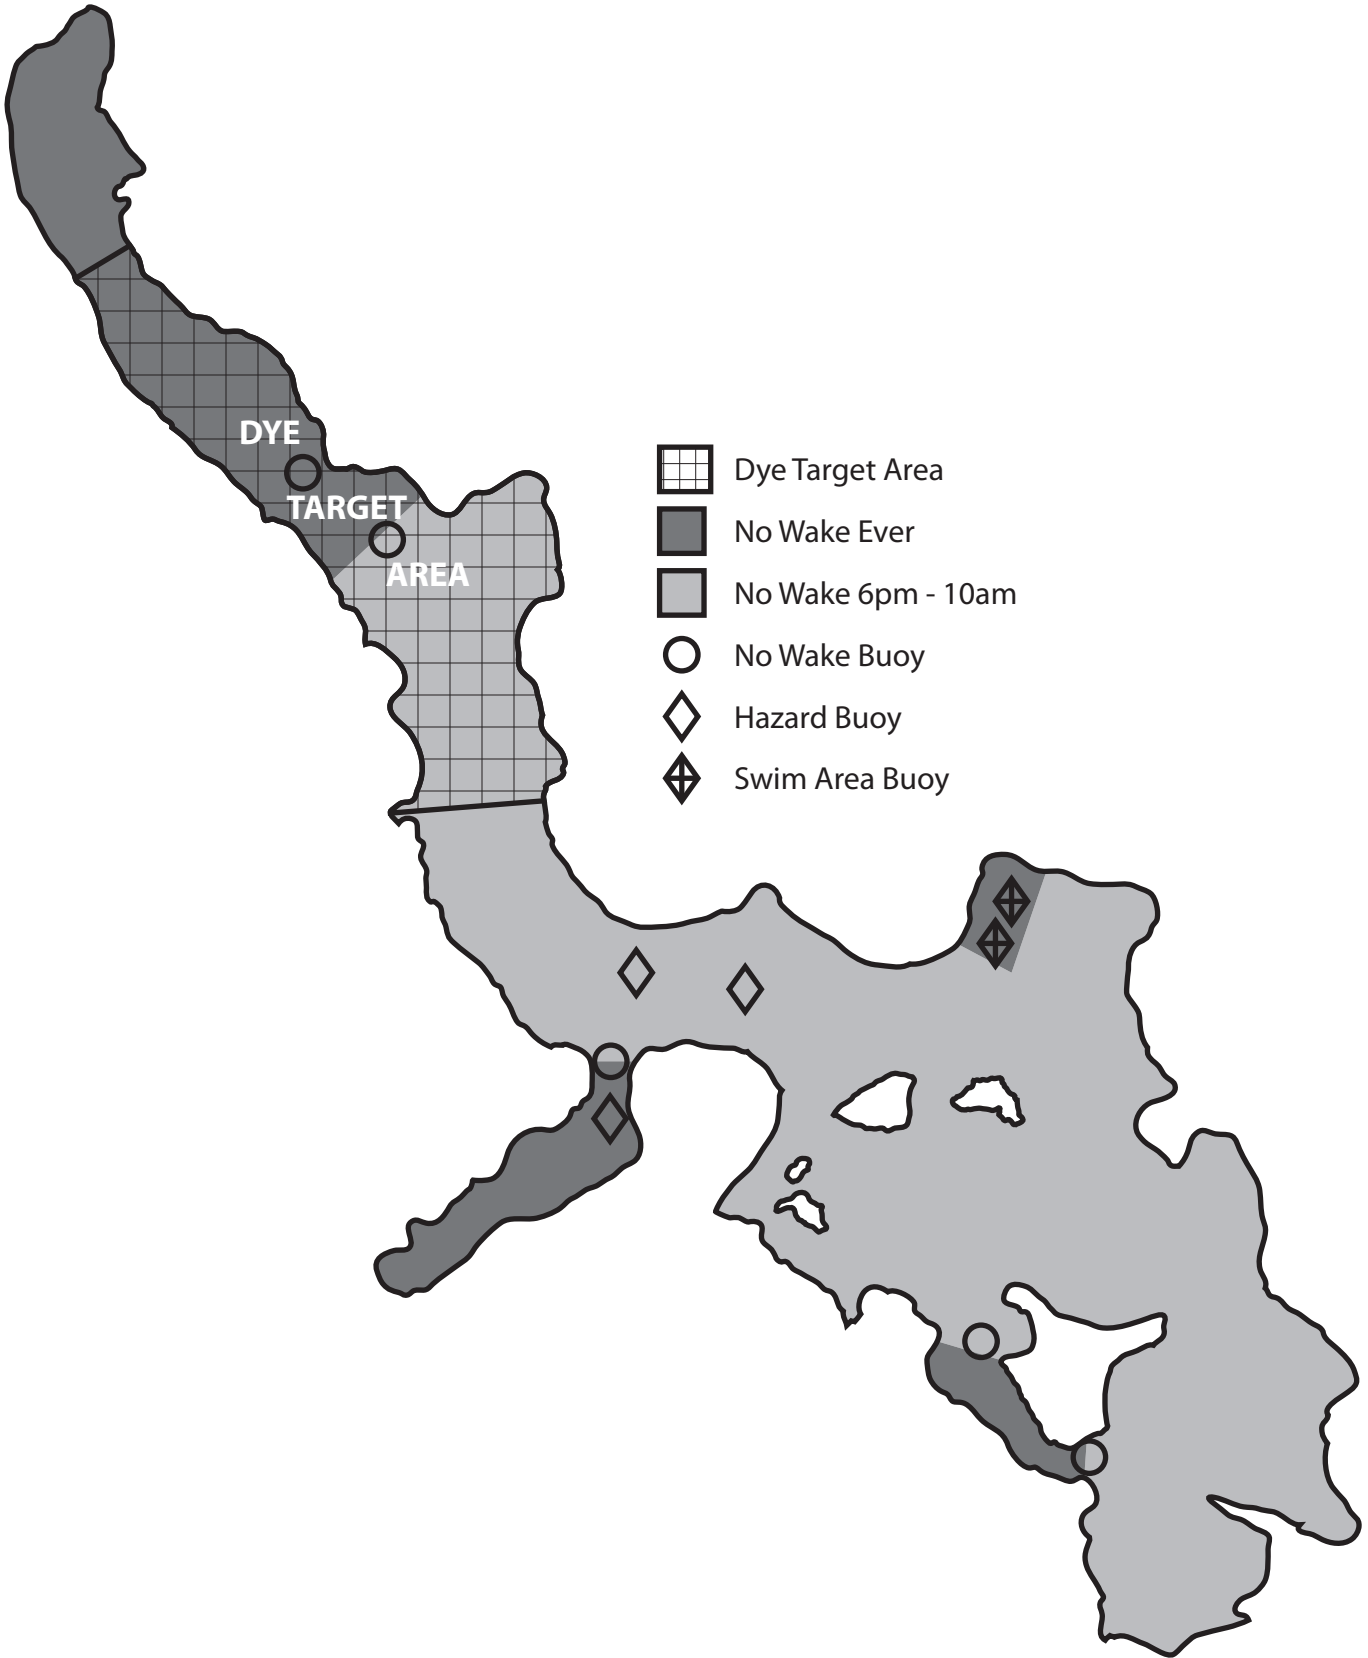 DYE
TARGET
AREA
Dye Target Area
No Wake Ever
No Wake 6pm - 10am
No Wake Buoy
Hazard Buoy
Swim Area Buoy